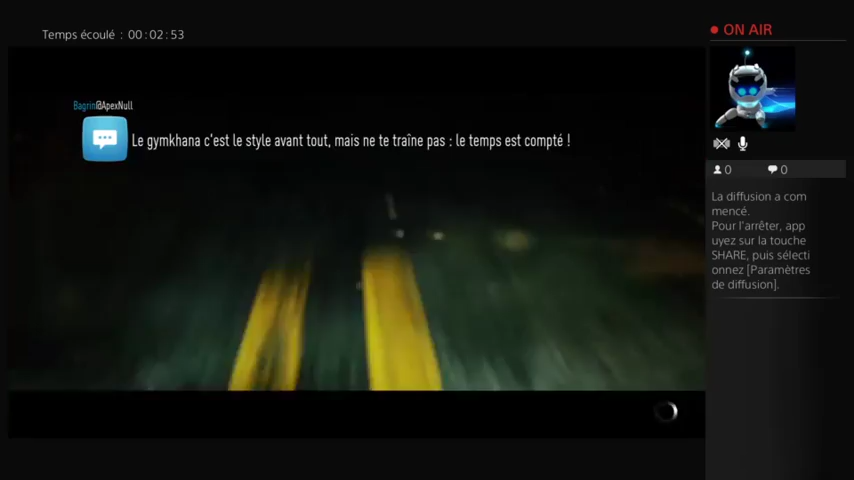 Temps écoulé : 00:02:53
ON AIR
Bagrin@ApexNull
Le gymkhana c'est le style avant tout, mais ne te traîne pas : le temps est compté !
0 0
La diffusion a com
mencé.
Pour l'arrêter, app
uyez sur la touche
SHARE, puis sélecti
onnez [Paramètres
de diffusion].